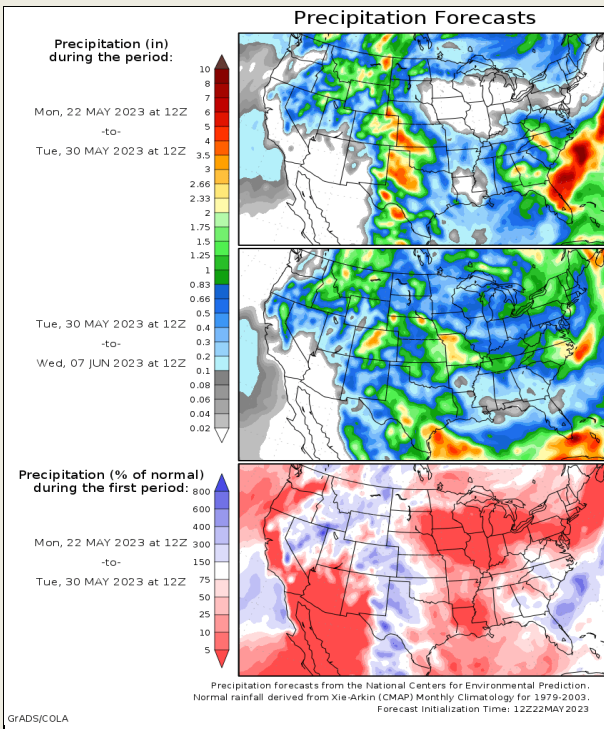 Precipitation Forecasts
Precipitation (in)
during the period:
Mon, 22 MAY 2023 at 12Z
-to-
Tue, 30 MAY 2023 at 12Z
10
8
7
6
5
4
3.5
3
2.66
2.33
2
1.75
1.5
1.25
1
0.83
0.66
0.5
0.4
0.3
0.2
0.1
0.08
0.06
0.04
0.02
Tue, 30 MAY 2023 at 12Z
-to-
Wed, 07 JUN 2023 at 12Z
Precipitation (% of normal)
during the first period:
Mon, 22 MAY 2023 at 12Z
-to-
Tue, 30 MAY 2023 at 12Z
800
600
400
300
150
75
50
25
10
5
Precipitation forecasts from the National Centers for Environmental Prediction.
Normal rainfall derived from Xie-Arkin (CMAP) Monthly Climatology for 1979-2003.
Forecast Initialization Time: 12Z22MAY2023
GrADS/COLA